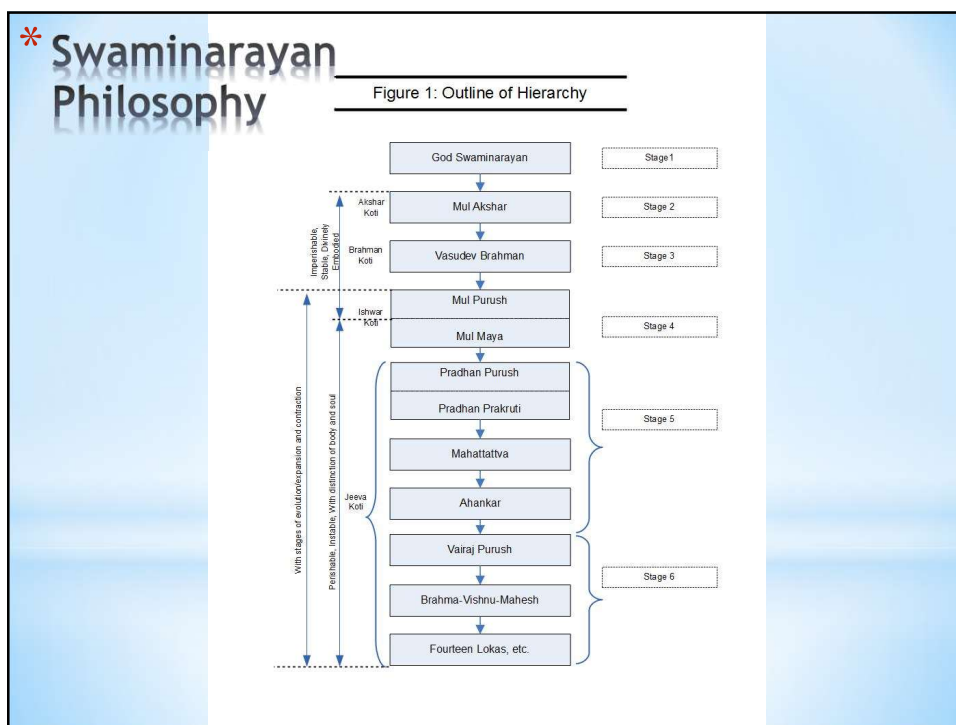 * Swaminarayan
Philosophy
Figure 1: Outline of Hierarchy
God Swaminarayan
Stage1
Akshar
Koti
Mul Akshar
Stage 2
Imperishable,
Stable, Divinely
Embodied
Brahman
Koti
Vasudev Brahman
Stage 3
Mul Purush
Ishwar
Koti
Mul Maya
Stage 4
Pradhan Purush
Pradhan Prakruti
Stage 5
Mahattattva
With stages of evolution/expansion and contraction
Perishable, Instable, With distinction of body and soul
Jeeva
Koti
Ahankar
Vairaj Purush
Stage 6
Brahma-Vishnu-Mahesh
Fourteen Lokas, etc.